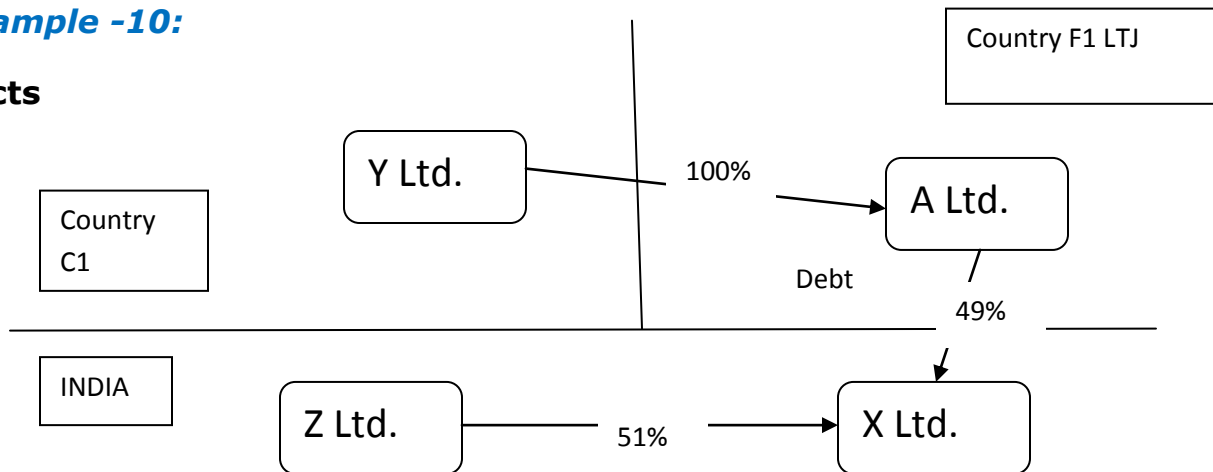 ample -10:
Country F1 LTJ
cts
Y Ltd.
100%
A Ltd.
Country
C1
Debt
49%
INDIA
Z Ltd.
51%
X Ltd.